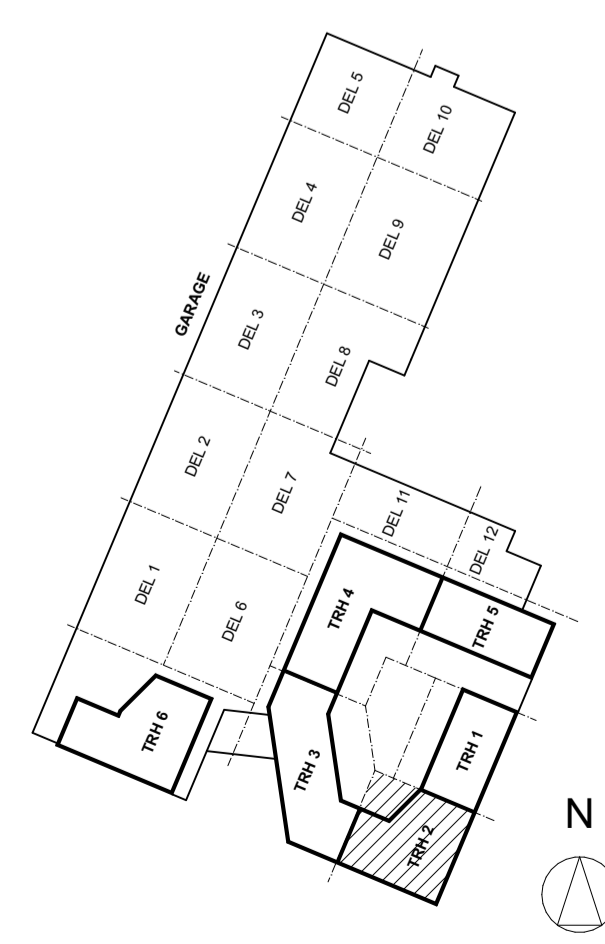 DEL 5
DEL 10
DEL 4
DEL 9
GARAGE
DEL 3
DEL 8
DEL 2
DEL 7
DEL 11
DEL 12
DEL 1
DEL 6
TRH 4
TRH 5
TRH 6
TRH 3
TRH 1
TRH 2
N